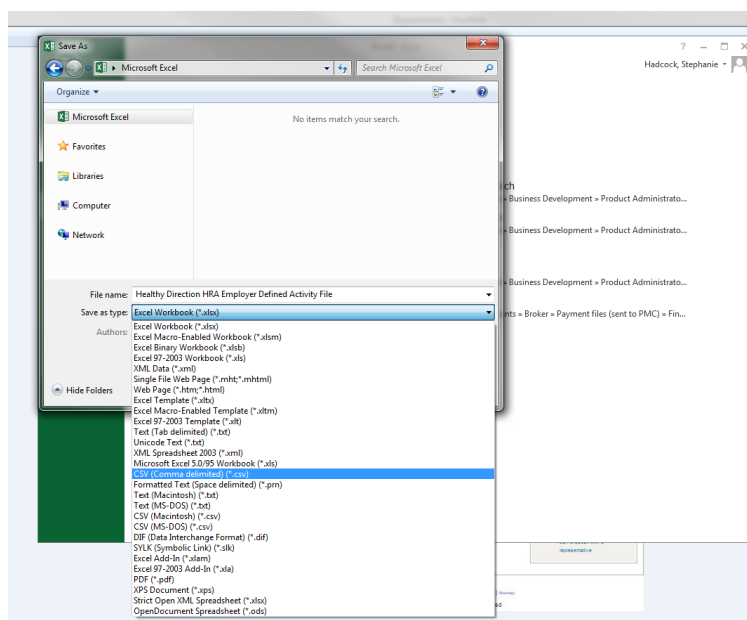 Save As
? – □ X
Microsoft Excel
Search Microsoft Excel
Hadcock, Stephanie
Organize
Microsoft Excel
No items match your search.
Favorites
Libraries
ch
» Business Development » Product Administrato...
Computer
Network
» Business Development » Product Administrato...
» Business Development » Product Administrato...
File name: Healthy Direction HRA Employer Defined Activity File
Save as type: Excel Workbook (*.xlsx)
nts » Broker » Payment files (sent to PMC) » Fin...
Authors:
Excel Workbook (*.xlsx)
Excel Macro-Enabled Workbook (*.xlsm)
Excel Binary Workbook (*.xlsb)
Excel 97-2003 Workbook (*.xls)
XML Data (*.xml)
Single File Web Page (*.mht;*.mhtml)
Web Page (*.htm;*.html)
Hide Folders
Excel Template (*.xltx)
Excel Macro-Enabled Template (*.xltm)
Excel 97-2003 Template (*.xlt)
Text (Tab delimited) (*.txt)
Unicode Text (*.txt)
XML Spreadsheet 2003 (*.xml)
Microsoft Excel 5.0/95 Workbook (*.xls)
CSV (Comma delimited) (*.csv)
Formatted Text (Space delimited) (*.prn)
Text (Macintosh) (*.txt)
Text (MS-DOS) (*.txt)
CSV (Macintosh) (*.csv)
CSV (MS-DOS) (*.csv)
DIF (Data Interchange Format) (*.dif)
SYLK (Symbolic Link) (*.slk)
Excel Add-In (*.xlam)
Excel 97-2003 Add-In (*.xla)
PDF (*.pdf)
XPS Document (*.xps)
Strict Open XML Spreadsheet (*.xlsx)
OpenDocument Spreadsheet (*.ods)
representative
ed